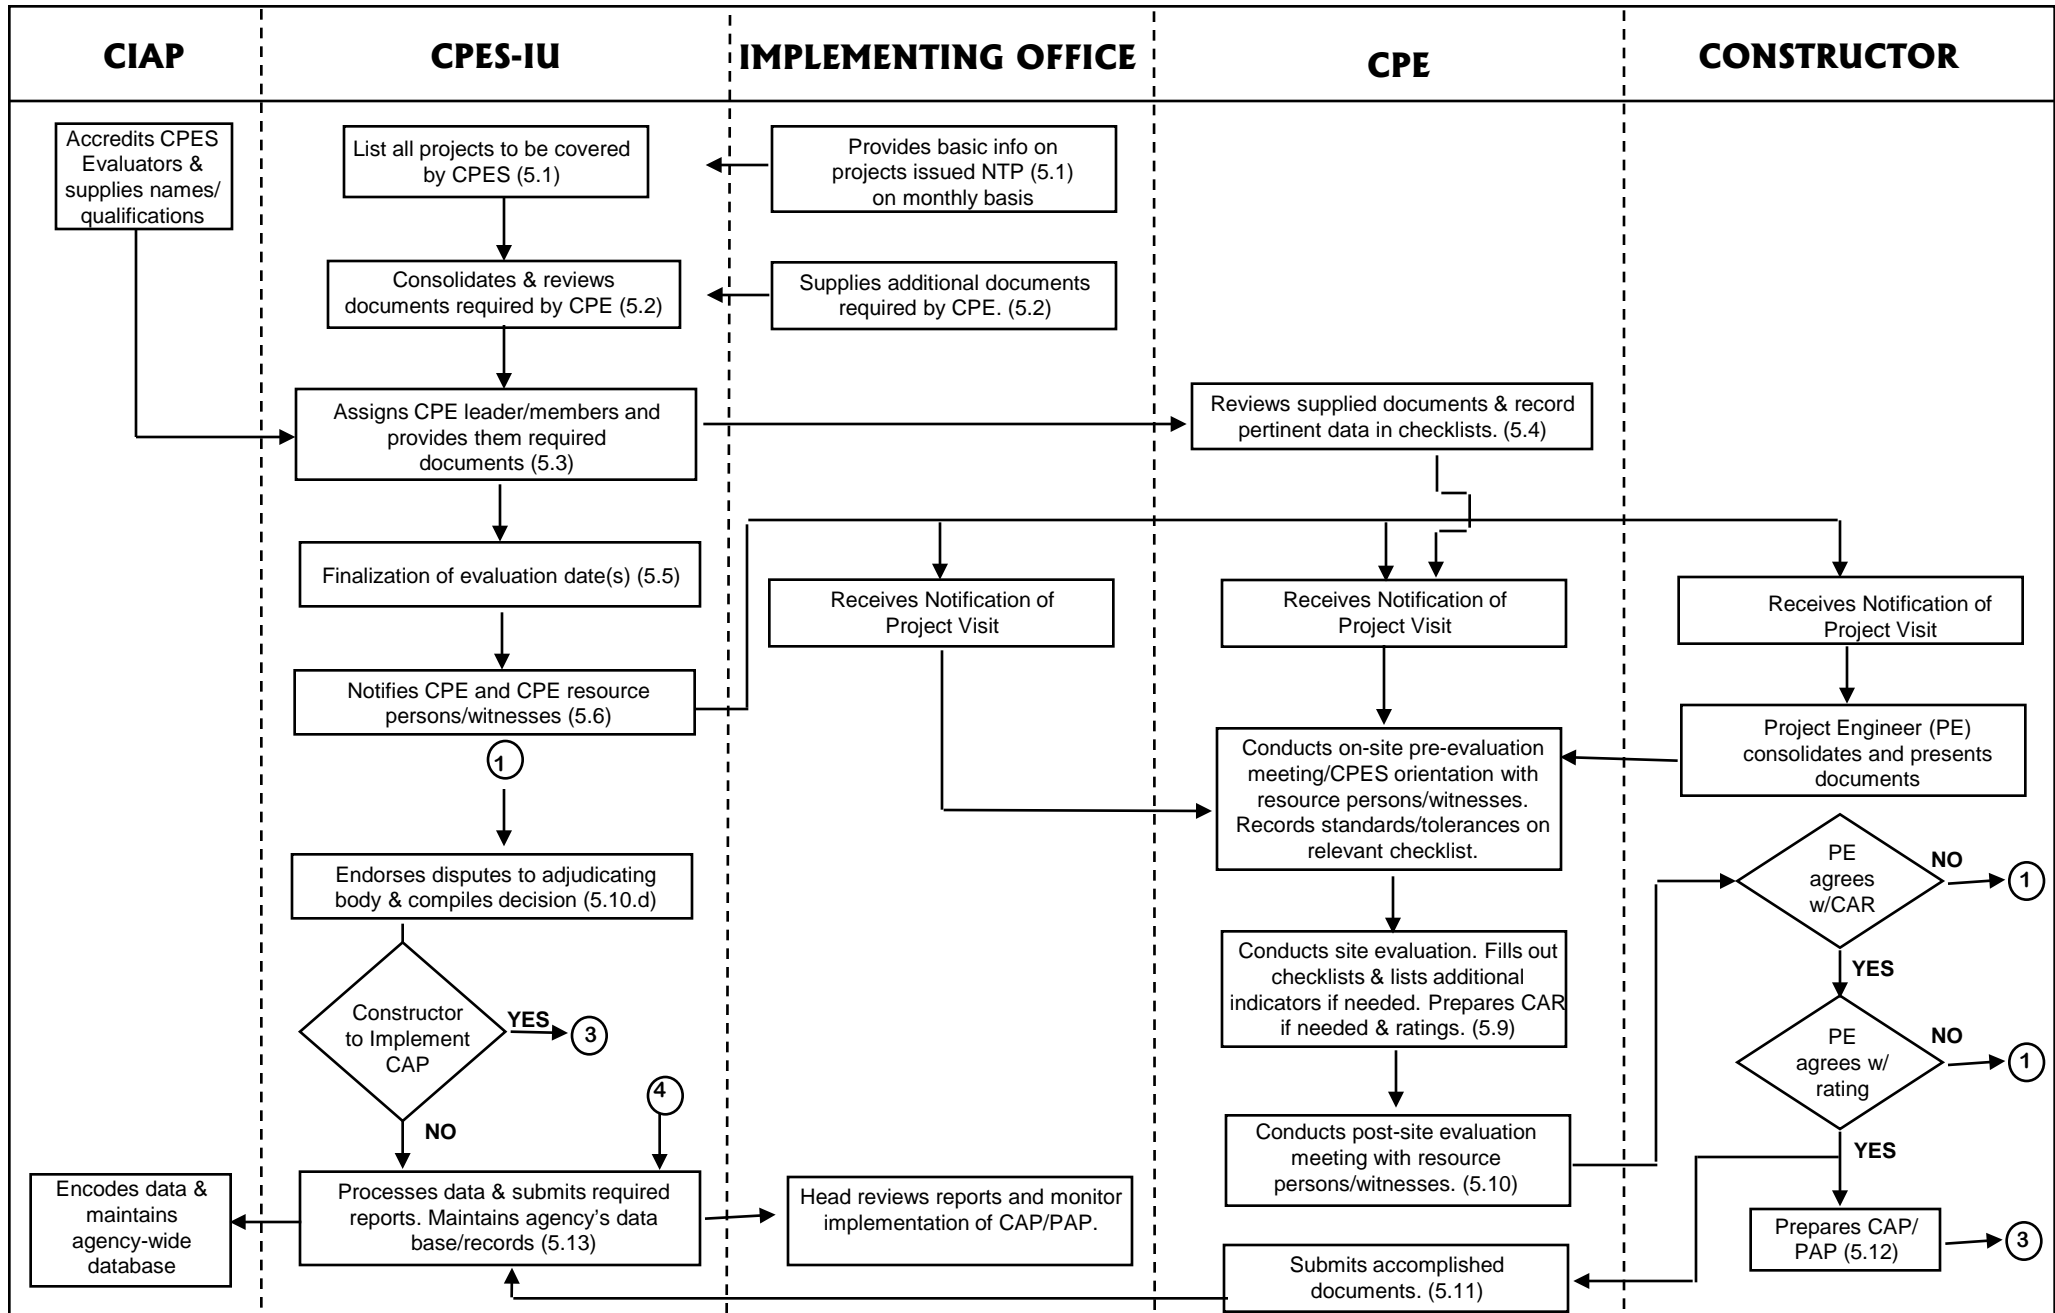 CIAP
CPES-IU
IMPLEMENTING OFFICE
CPE
CONSTRUCTOR
Accredits CPES
Evaluators &
supplies names/
qualifications
List all projects to be covered
by CPES (5.1)
Provides basic info on
projects issued NTP (5.1)
on monthly basis
Consolidates & reviews
documents required by CPE (5.2)
Supplies additional documents
required by CPE. (5.2)
Assigns CPE leader/members and
provides them required
documents (5.3)
Reviews supplied documents & record
pertinent data in checklists. (5.4)
Finalization of evaluation date(s) (5.5)
Receives Notification of
Project Visit
Receives Notification of
Project Visit
Receives Notification of
Project Visit
Notifies CPE and CPE resource
persons/witnesses (5.6)
1
Project Engineer (PE)
consolidates and presents
documents
Conducts on-site pre-evaluation
meeting/CPES orientation with
resource persons/witnesses.
Records standards/tolerances on
relevant checklist.
Endorses disputes to adjudicating
body & compiles decision (5.10.d)
PE
agrees
w/CAR
NO
1
YES
Conducts site evaluation. Fills out
checklists & lists additional
indicators if needed. Prepares CAR
if needed & ratings. (5.9)
Constructor
to Implement
CAP
YES
3
NO
4
PE
agrees w/
rating
NO
1
YES
Conducts post-site evaluation
meeting with resource
persons/witnesses. (5.10)
Encodes data &
maintains
agency-wide
database
Processes data & submits required
reports. Maintains agency's data
base/records (5.13)
Head reviews reports and monitor
implementation of CAP/PAP.
Prepares CAP/
PAP (5.12)
3
Submits accomplished
documents. (5.11)